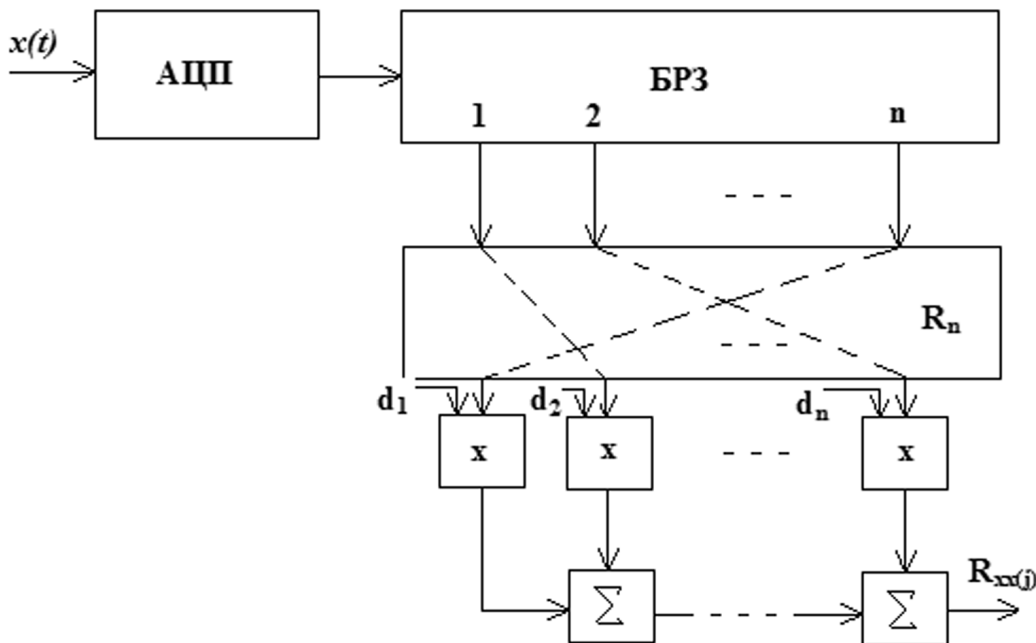 x(t)
АЦП
БРЗ
1 2 n
- - - -
Rₙ
- - - -
d₁ d₂ dₙ
x x - - - - x
∑ - - - - ∑ Rₓₓ(j)